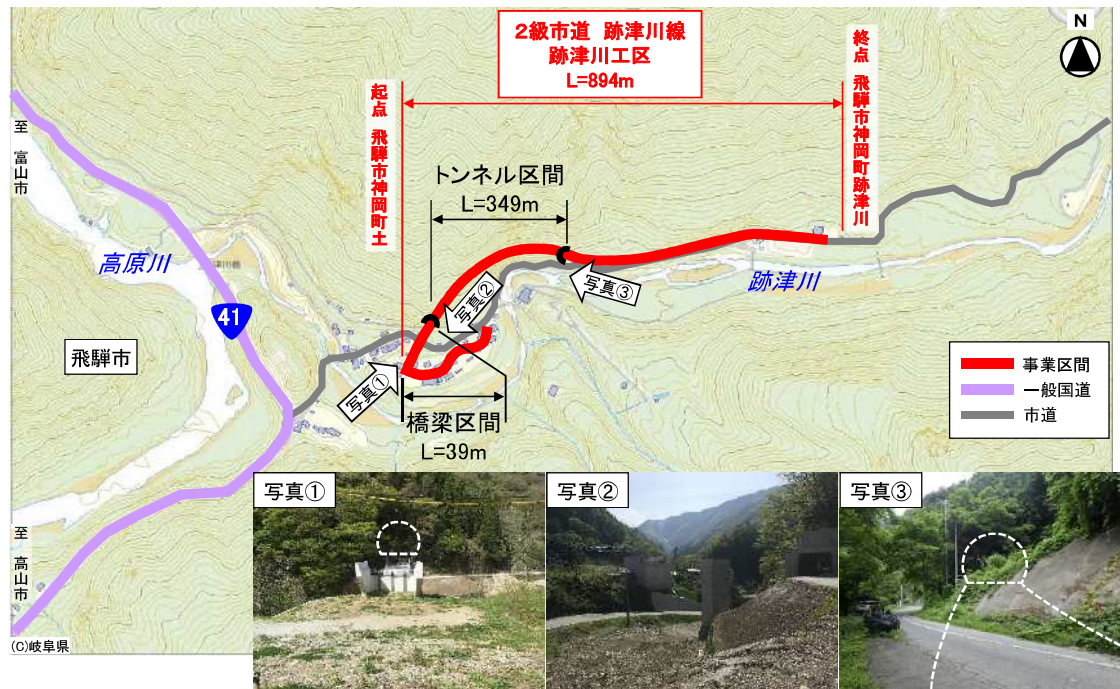 2級市道 跡津川線
跡津川工区
L=894m
N
起点 飛騨市神岡町土
終点 飛騨市神岡町跡津川
至 富山市
トンネル区間
L=349m
高原川
跡津川
写真②
写真③
41
飛騨市
写真①
橋梁区間
L=39m
事業区間
一般国道
市道
至 高山市
(C)岐阜県
写真①
写真②
写真③